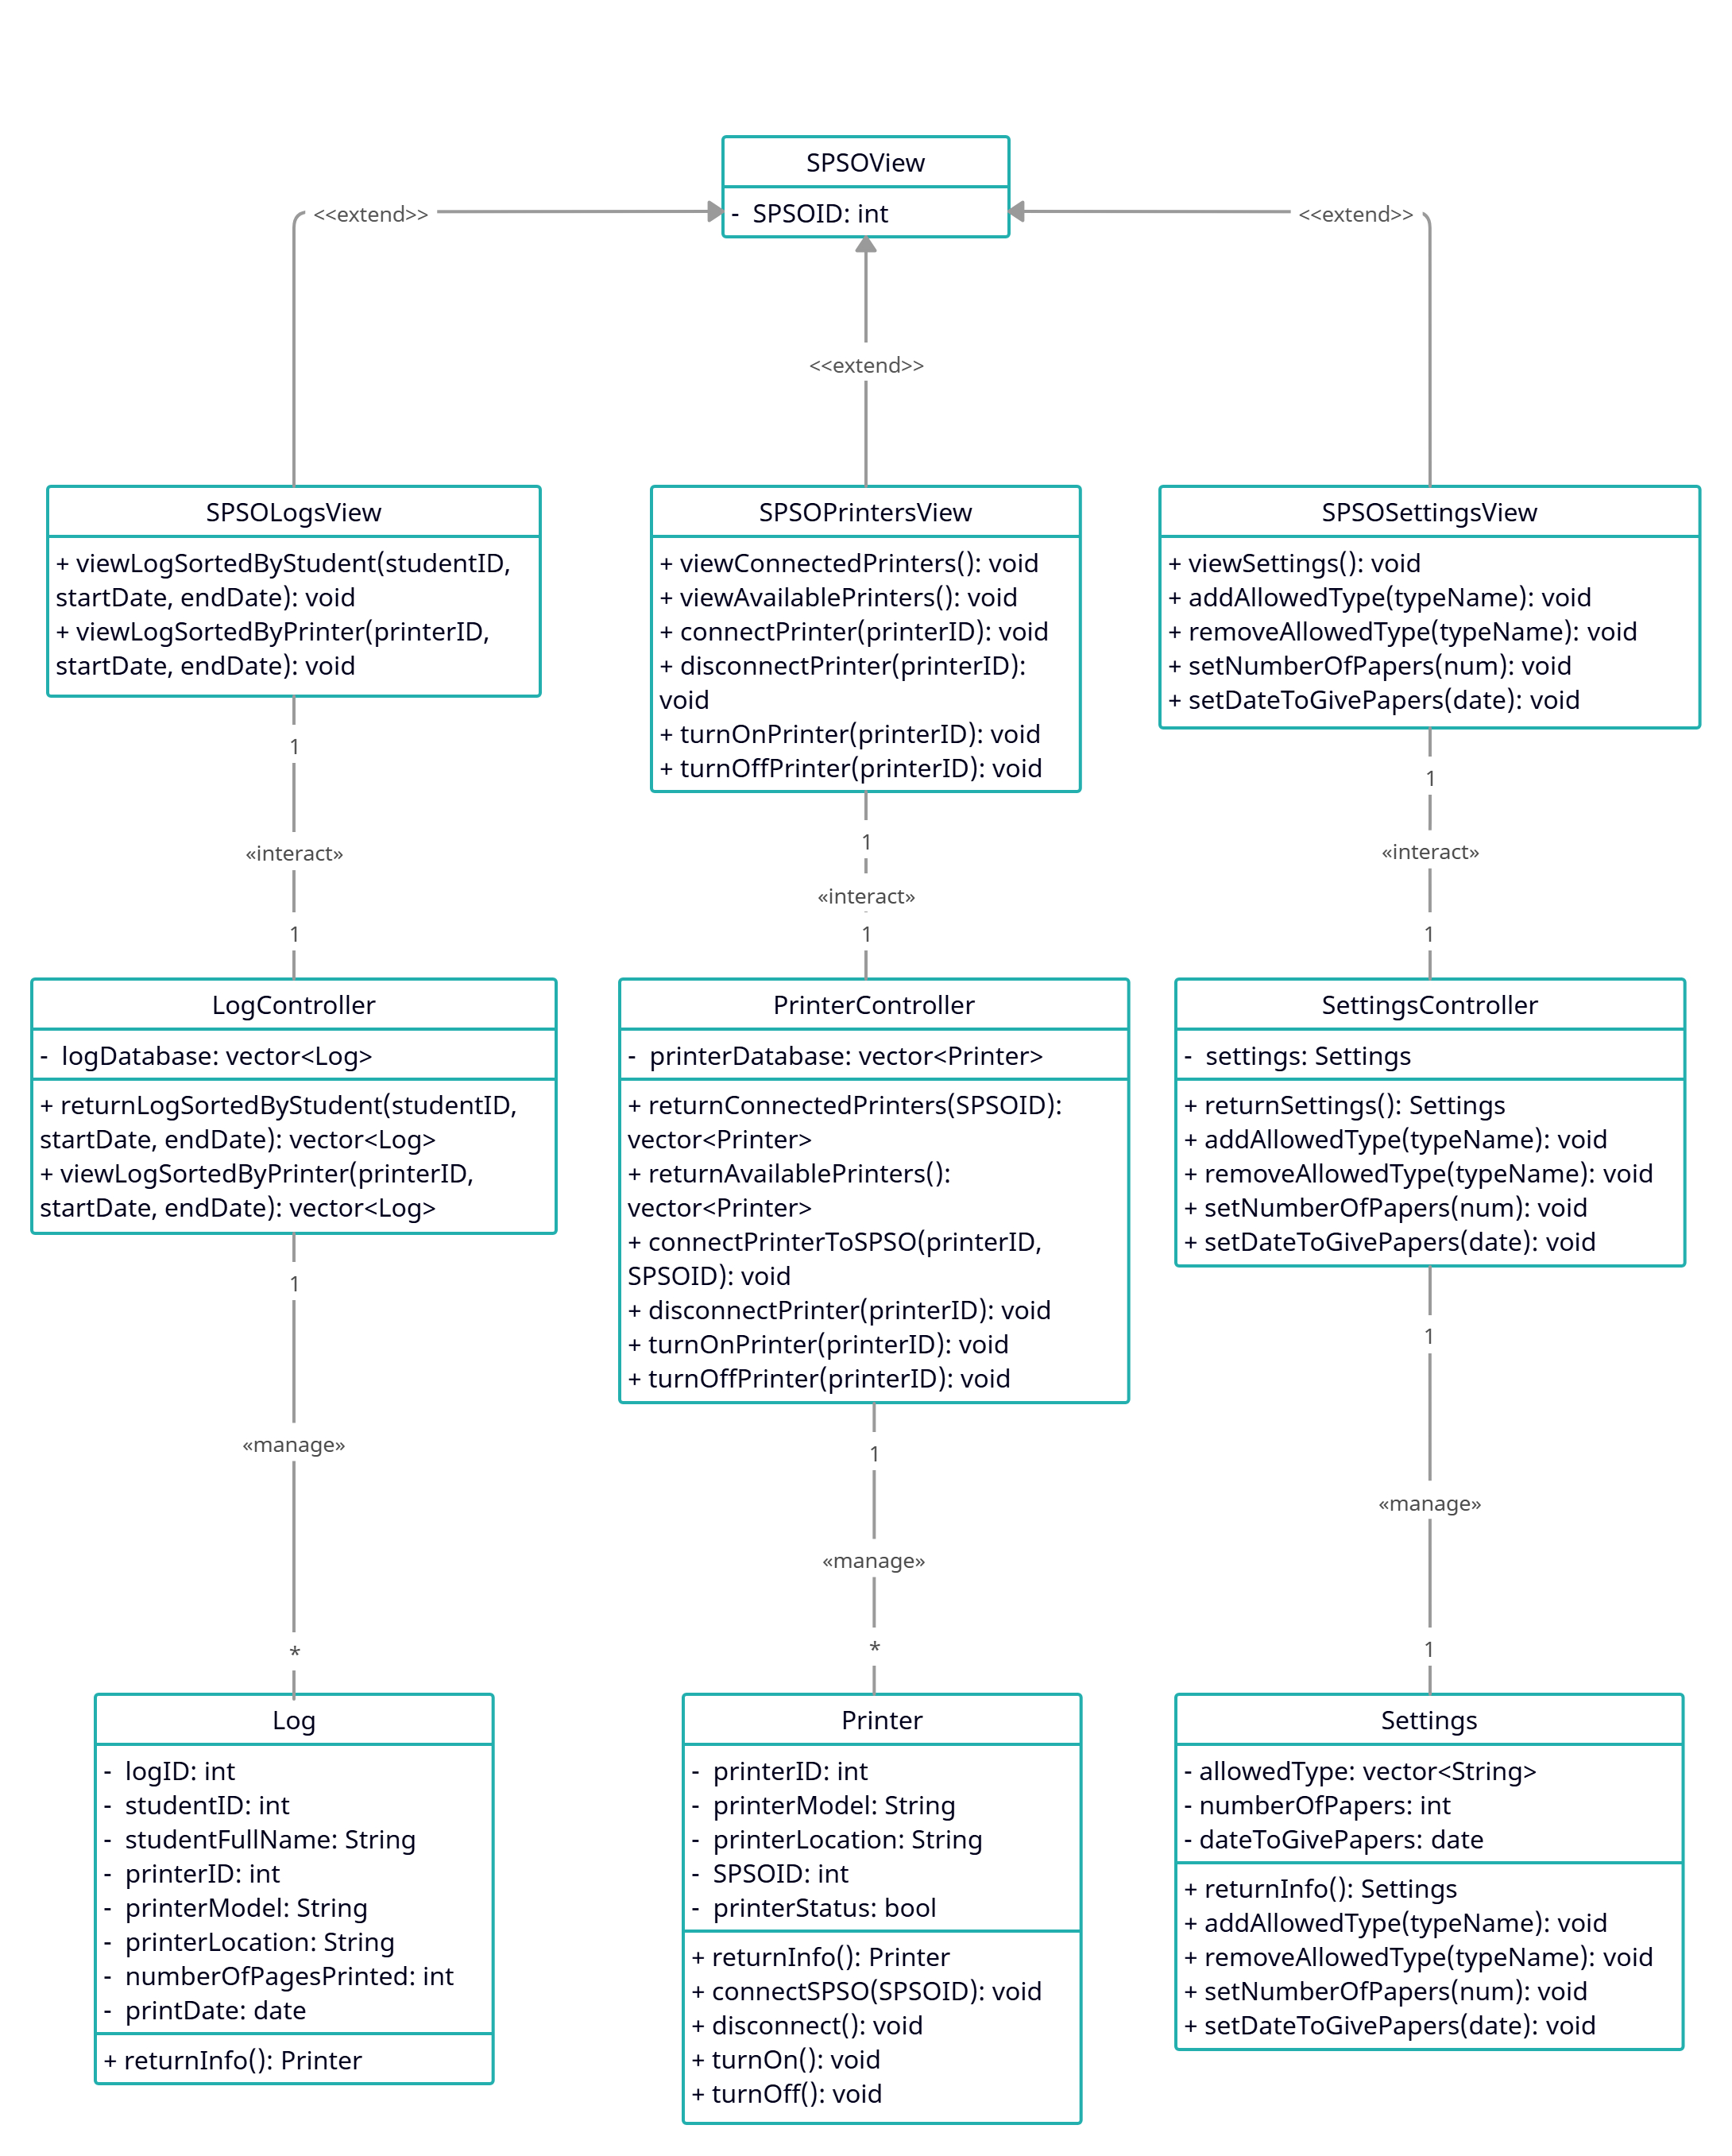 SPSOView
- SPSOID: int
<<extend>>
<<extend>>
<<extend>>
SPSOLogsView
+ viewLogSortedByStudent(studentID,
startDate, endDate): void
+ viewLogSortedByPrinter(printerID,
startDate, endDate): void
SPSOPrintersView
+ viewConnectedPrinters(): void
+ viewAvailablePrinters(): void
+ connectPrinter(printerID): void
+ disconnectPrinter(printerID):
void
+ turnOnPrinter(printerID): void
+ turnOffPrinter(printerID): void
SPSOSettingsView
+ viewSettings(): void
+ addAllowedType(typeName): void
+ removeAllowedType(typeName): void
+ setNumberOfPapers(num): void
+ setDateToGivePapers(date): void
1
«interact»
1
1
«interact»
1
1
«interact»
1
LogController
- logDatabase: vector<Log>
+ returnLogSortedByStudent(studentID,
startDate, endDate): vector<Log>
+ viewLogSortedByPrinter(printerID,
startDate, endDate): vector<Log>
PrinterController
- printerDatabase: vector<Printer>
+ returnConnectedPrinters(SPSOID):
vector<Printer>
+ returnAvailablePrinters():
vector<Printer>
+ connectPrinterToSPSO(printerID,
SPSOID): void
+ disconnectPrinter(printerID): void
+ turnOnPrinter(printerID): void
+ turnOffPrinter(printerID): void
SettingsController
- settings: Settings
+ returnSettings(): Settings
+ addAllowedType(typeName): void
+ removeAllowedType(typeName): void
+ setNumberOfPapers(num): void
+ setDateToGivePapers(date): void
1
«manage»
*
1
«manage»
*
1
«manage»
1
Log
- logID: int
- studentID: int
- studentFullName: String
- printerID: int
- printerModel: String
- printerLocation: String
- numberOfPagesPrinted: int
- printDate: date
+ returnInfo(): Printer
Printer
- printerID: int
- printerModel: String
- printerLocation: String
- SPSOID: int
- printerStatus: bool
+ returnInfo(): Printer
+ connectSPSO(SPSOID): void
+ disconnect(): void
+ turnOn(): void
+ turnOff(): void
Settings
- allowedType: vector<String>
- numberOfPapers: int
- dateToGivePapers: date
+ returnInfo(): Settings
+ addAllowedType(typeName): void
+ removeAllowedType(typeName): void
+ setNumberOfPapers(num): void
+ setDateToGivePapers(date): void